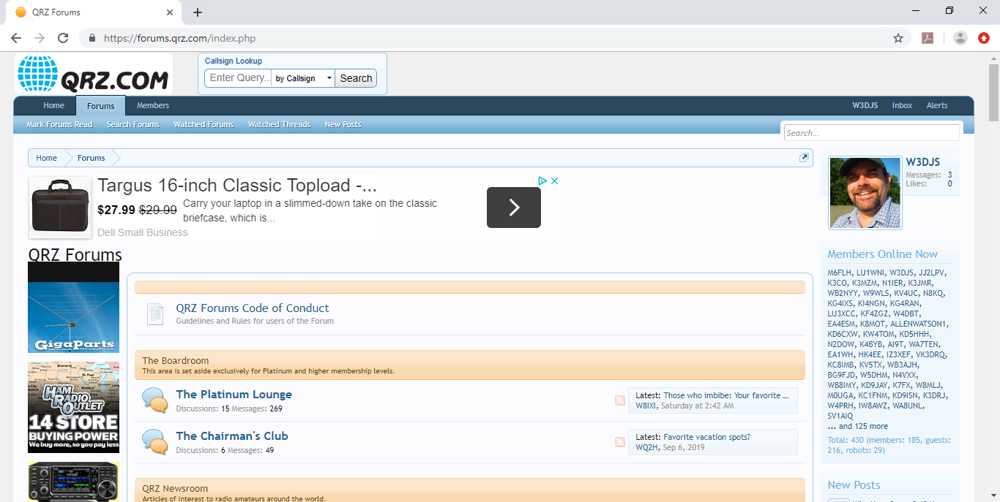 QRZ Forums
https://forums.qrz.com/index.php
QRZ.COM
Callsign Lookup
Enter Query... by Callsign Search
Home Forums Members W3DJS Inbox Alerts
Mark Forums Read Search Forums Watched Forums Watched Threads New Posts
Search...
Home Forums
Targus 16-inch Classic Topload -...
$27.99 $29.99 Carry your laptop in a slimmed-down take on the classic
briefcase, which is...
Dell Small Business
W3DJS
Messages: 3
Likes: 0
QRZ Forums
GigaParts
www.gigaparts.com
HAM
RADIO
OUTLET
14 STORE
BUYING POWER
We buy more, so you pay less
QRZ Forums Code of Conduct
Guidelines and Rules for users of the Forum
The Boardroom
This area is set aside exclusively for Platinum and higher membership levels.
The Platinum Lounge
Discussions: 15 Messages: 269
Latest: Those who imbibe: Your favorite ...
W8IXI, Saturday at 2:42 AM
The Chairman's Club
Discussions: 6 Messages: 49
Latest: Favorite vacation spots?
WQ2H, Sep 6, 2019
QRZ Newsroom
Articles of interest to radio amateurs around the world.
Members Online Now
M6FLH, LU1WNI, W3DJS, JJ2LPV,
K3CO, K3MZM, N1IER, K3JMR,
WB2NYY, W9WLS, KV4UC, N8KQ,
KG4IXS, KI4NGN, KG4RAN,
LU3XCC, KF4ZGZ, W4DBT,
EA4ESM, K8MOT, ALLENWATSON1,
KD6CXW, KW4TOM, KD5HHH,
N2DOW, K4BYB, AI9T, WA7TEN,
EA1WH, HK4EE, IZ3XEF, VK3DRQ,
KC8IMB, KV5TX, WB3AJH,
BG9FJD, W5DHM, N4VXX,
WB8IMY, KD9JAY, K7FX, W8MLJ,
M0UGA, KC1FNM, KD9ISN, K3DRJ,
W4PRH, IW8AWZ, WA8UNL,
SV1AIQ
... and 125 more
Total: 430 (members: 185, guests:
216, robots: 29)
New Posts